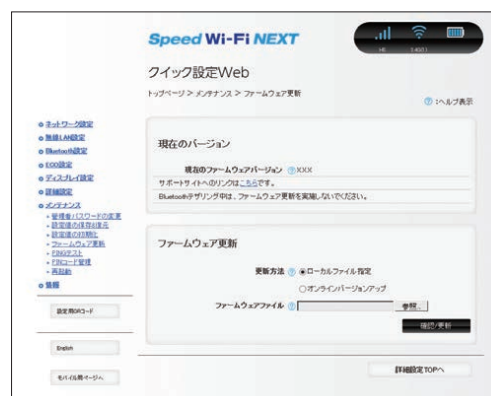 Speed Wi-Fi NEXT
クイック設定Web
トップページ > メンテナンス > ファームウェア更新
:ヘルプ表示
ネットワーク設定
無線LAN設定
Bluetooth設定
ECO設定
ディスプレイ設定
詳細設定
メンテナンス
管理者パスワードの変更
設定値の保存&復元
設定値の初期化
ファームウェア更新
PINGテスト
PINコード管理
再起動
情報
設定用QRコード
English
モバイル用ページへ
現在のバージョン
現在のファームウェアバージョン ? XXX
サポートサイトへのリンクはこちらです。
Bluetoothテザリング中は、ファームウェア更新を実施しないでください。
ファームウェア更新
更新方法 ? ローカルファイル指定
オンラインバージョンアップ
ファームウェアファイル ? 参照...
確認/更新
詳細設定TOPへ